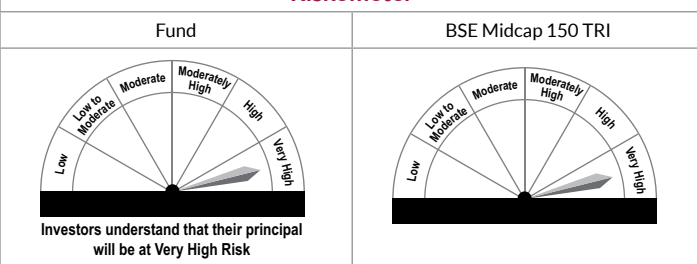 Riskometer
Fund
BSE Midcap 150 TRI
Low
Low to
Moderate
Moderate
Moderately
High
High
Very High
Investors understand that their principal
will be at Very High Risk
Low
Low to
Moderate
Moderate
Moderately
High
High
Very High